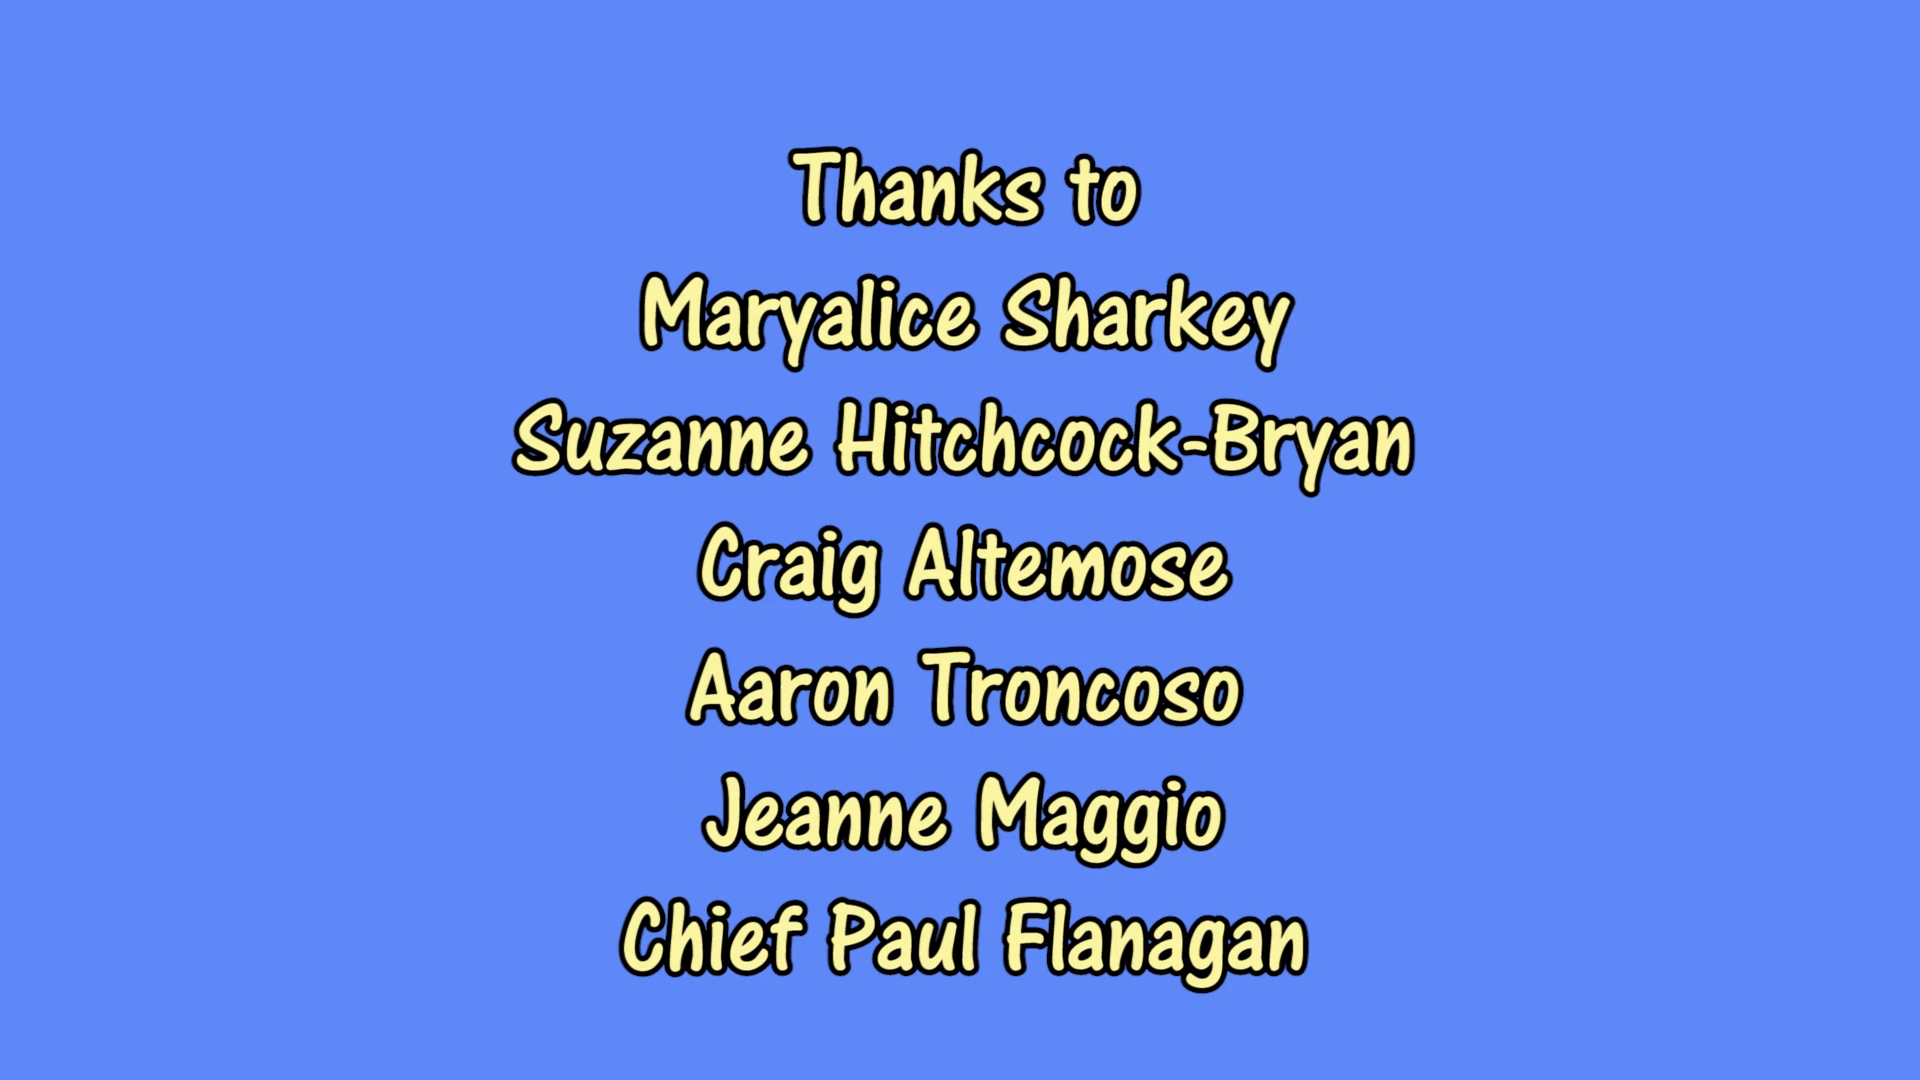 Thanks to
Maryalice Sharkey
Suzanne Hitchcock-Bryan
Craig Altemose
Aaron Troncoso
Jeanne Maggio
Chief Paul Flanagan